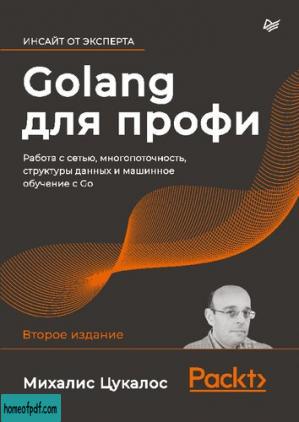 ИНСАЙТ ОТ ЭКСПЕРТА
Golang
для профи
Работа с сетью, многопоточность,
структуры данных и машинное
обучение с Go
Второе издание
Михалис Цукалос
Packt>
homeofpdf.com